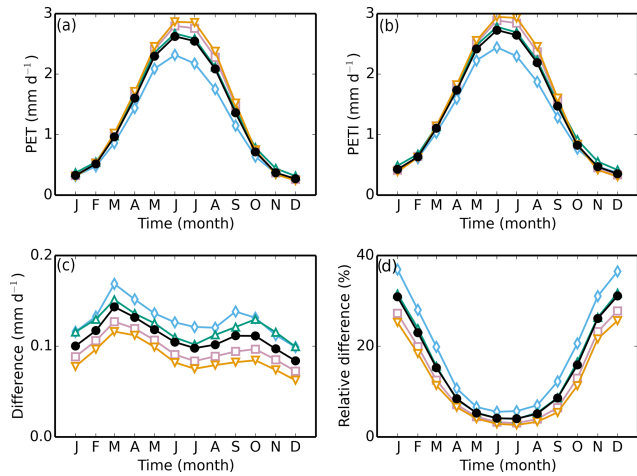 (a)
PET (mm d⁻¹)
3
2
1
0
J F M A M J J A S O N D
Time (month)
(b)
PETI (mm d⁻¹)
3
2
1
0
J F M A M J J A S O N D
Time (month)
(c)
Difference (mm d⁻¹)
0.2
0.1
0.0
J F M A M J J A S O N D
Time (month)
(d)
Relative difference (%)
40
20
0
J F M A M J J A S O N D
Time (month)